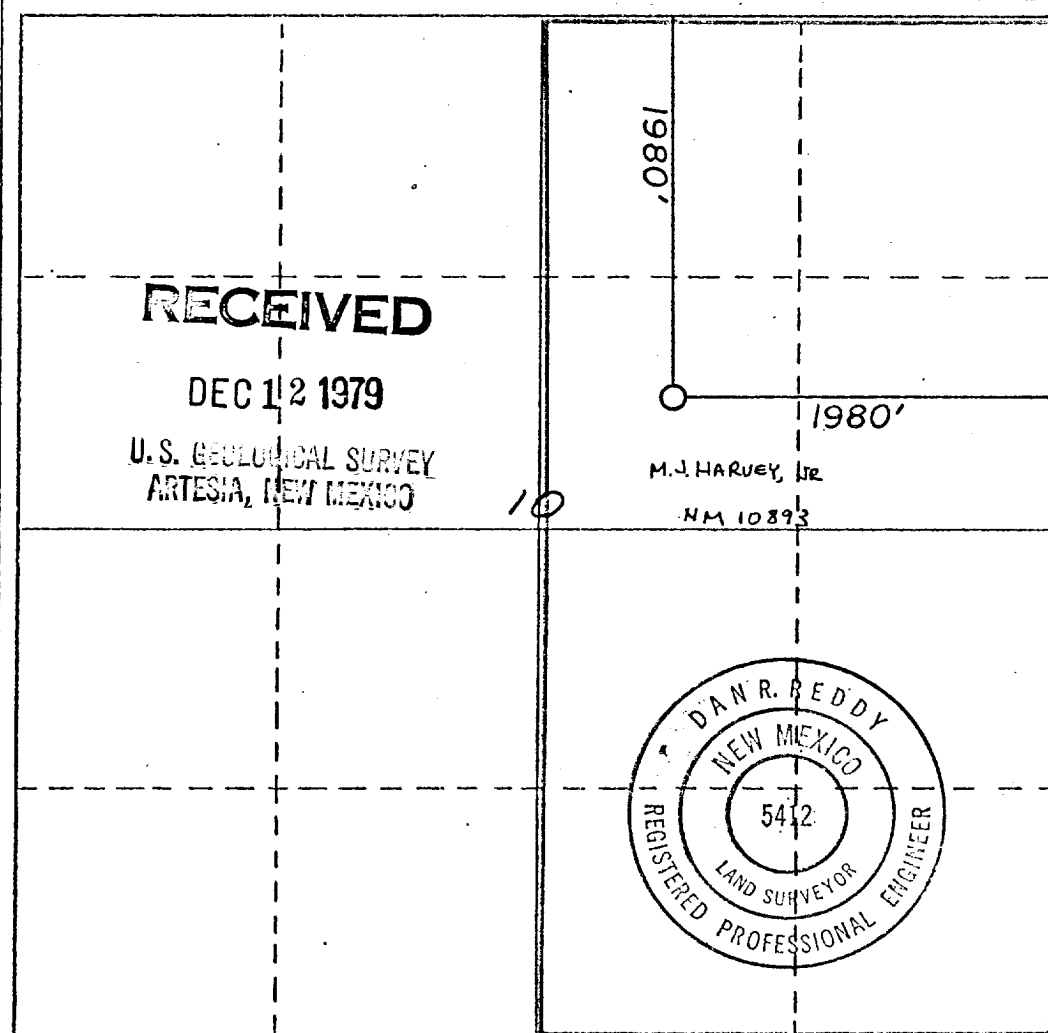 1980'
RECEIVED
DEC 12 1979
U.S. GEOLOGICAL SURVEY
ARTESIA, NEW MEXICO
1980'
M.J. HARVEY, JR
NM 10893
10
DAN R. REDDY
NEW MEXICO
5412
LAND SURVEYOR
REGISTERED PROFESSIONAL ENGINEER